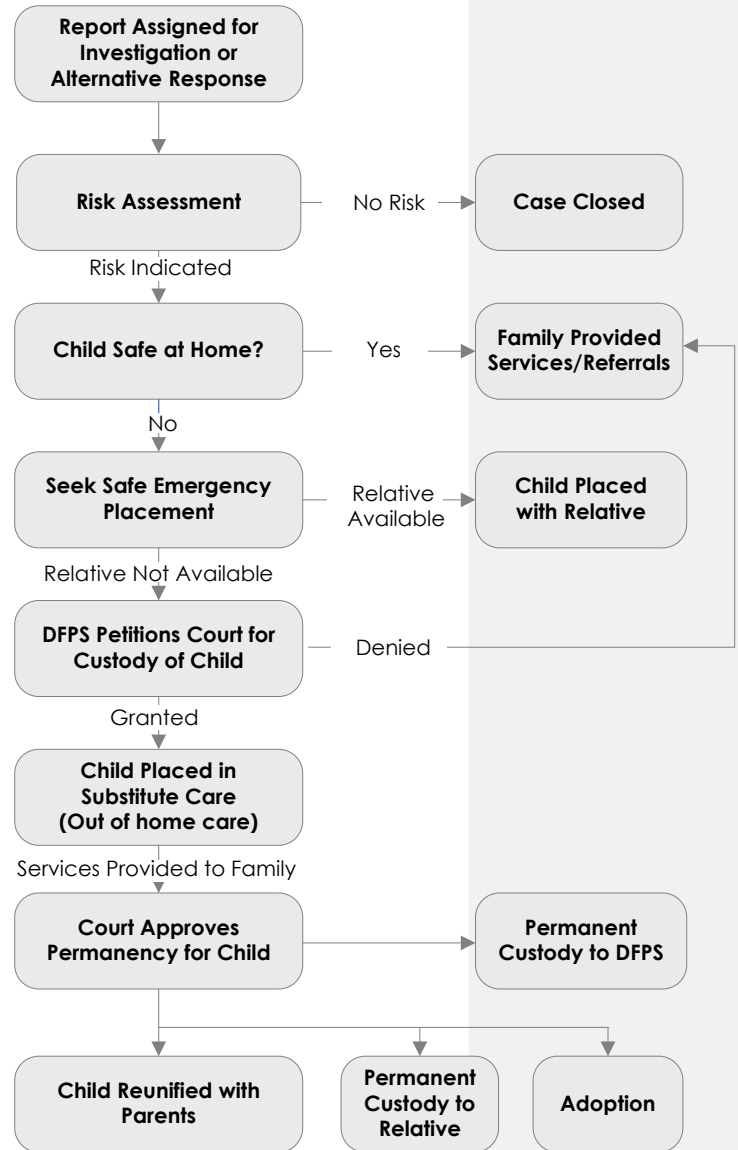 Report Assigned for
Investigation or
Alternative Response
Risk Assessment
No Risk
Case Closed
Risk Indicated
Child Safe at Home?
Yes
Family Provided
Services/Referrals
No
Seek Safe Emergency
Placement
Relative
Available
Child Placed
with Relative
Relative Not Available
DFPS Petitions Court for
Custody of Child
Denied
Granted
Child Placed in
Substitute Care
(Out of home care)
Services Provided to Family
Court Approves
Permanency for Child
Permanent
Custody to DFPS
Child Reunified with
Parents
Permanent
Custody to
Relative
Adoption